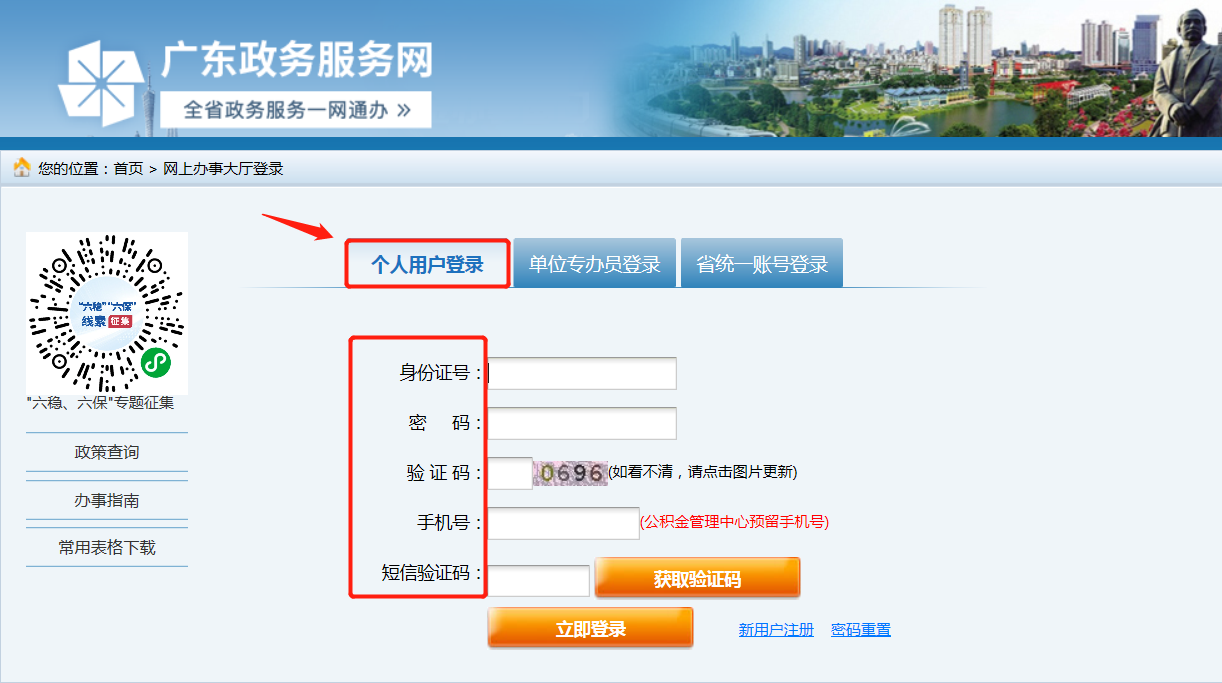 广东政务服务网
全省政务服务一网通办 »
您的位置：首页 > 网上办事大厅登录
个人用户登录
单位专办员登录
省统一账号登录
"六稳""六保"
线索 征集
"六稳、六保"专题征集
政策查询
办事指南
常用表格下载
身份证号：
密 码：
验 证 码：
0696
(如看不清，请点击图片更新)
手机号：
(公积金管理中心预留手机号)
短信验证码：
获取验证码
立即登录
新用户注册
密码重置